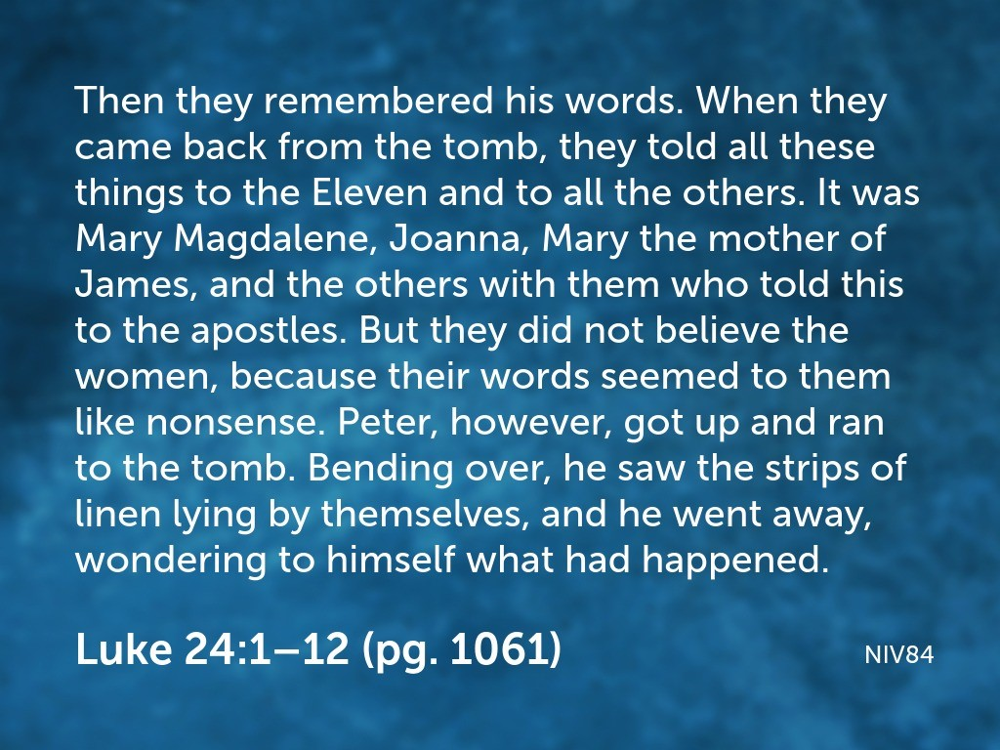 Then they remembered his words. When they
came back from the tomb, they told all these
things to the Eleven and to all the others. It was
Mary Magdalene, Joanna, Mary the mother of
James, and the others with them who told this
to the apostles. But they did not believe the
women, because their words seemed to them
like nonsense. Peter, however, got up and ran
to the tomb. Bending over, he saw the strips of
linen lying by themselves, and he went away,
wondering to himself what had happened.
Luke 24:1–12 (pg. 1061)
NIV84